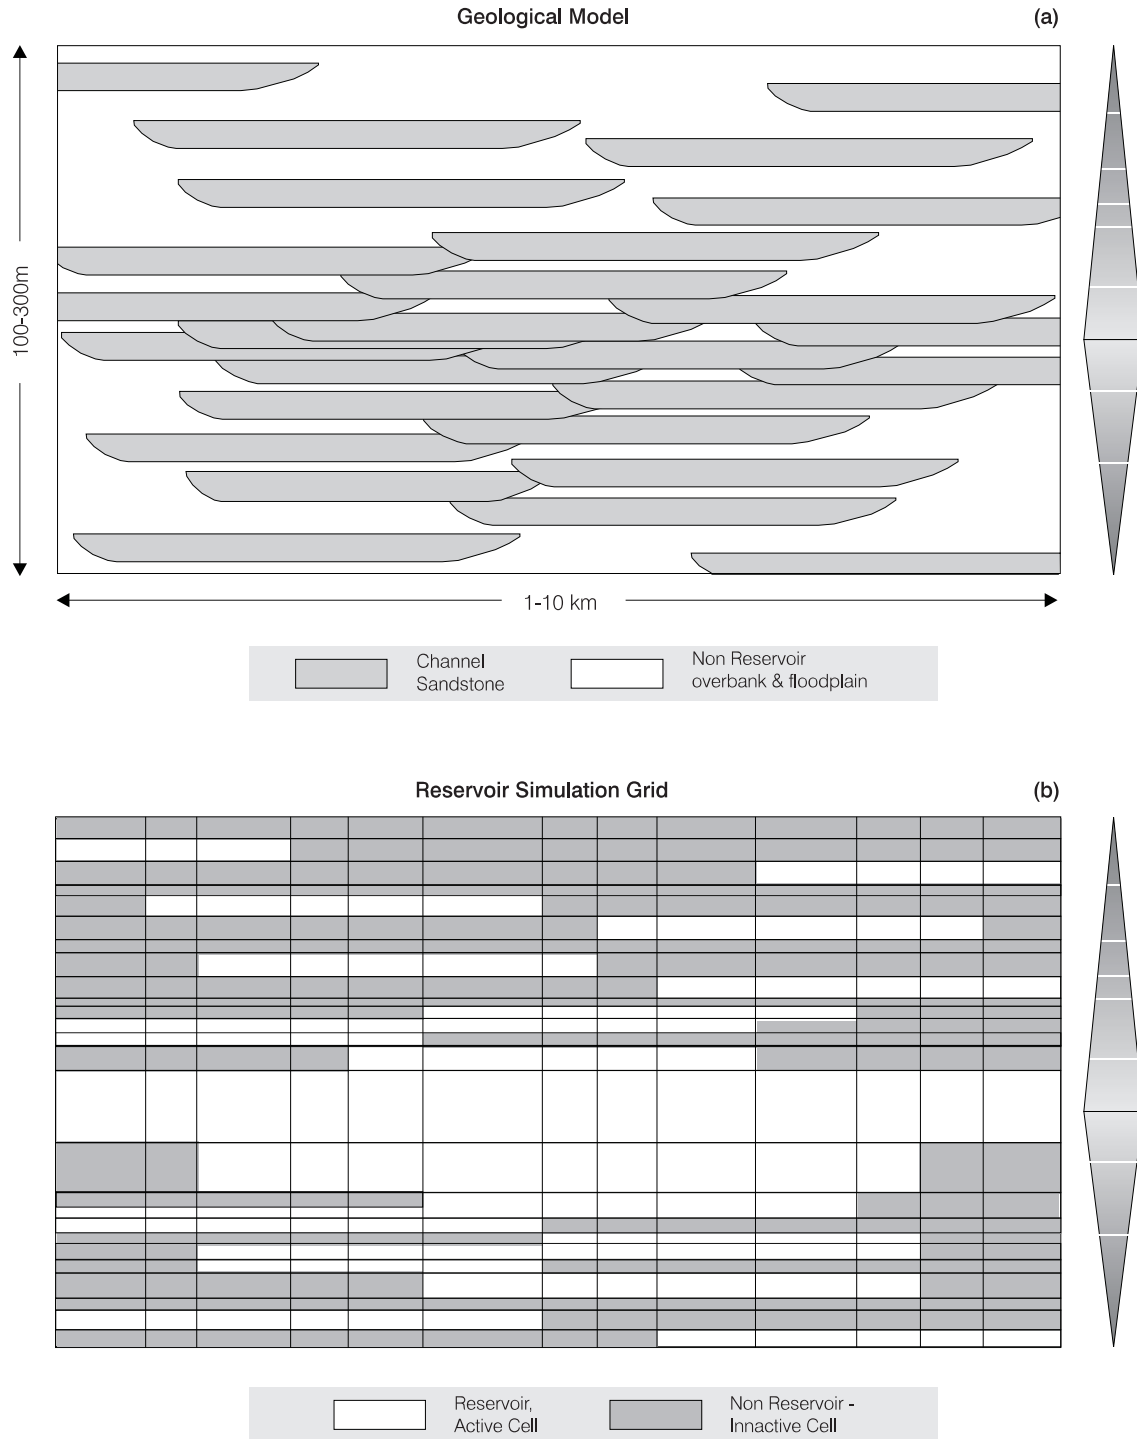 Geological Model
(a)
100-300m
1-10 km
Channel
Sandstone
Non Reservoir
overbank & floodplain
Reservoir Simulation Grid
(b)
Reservoir,
Active Cell
Non Reservoir -
Innactive Cell